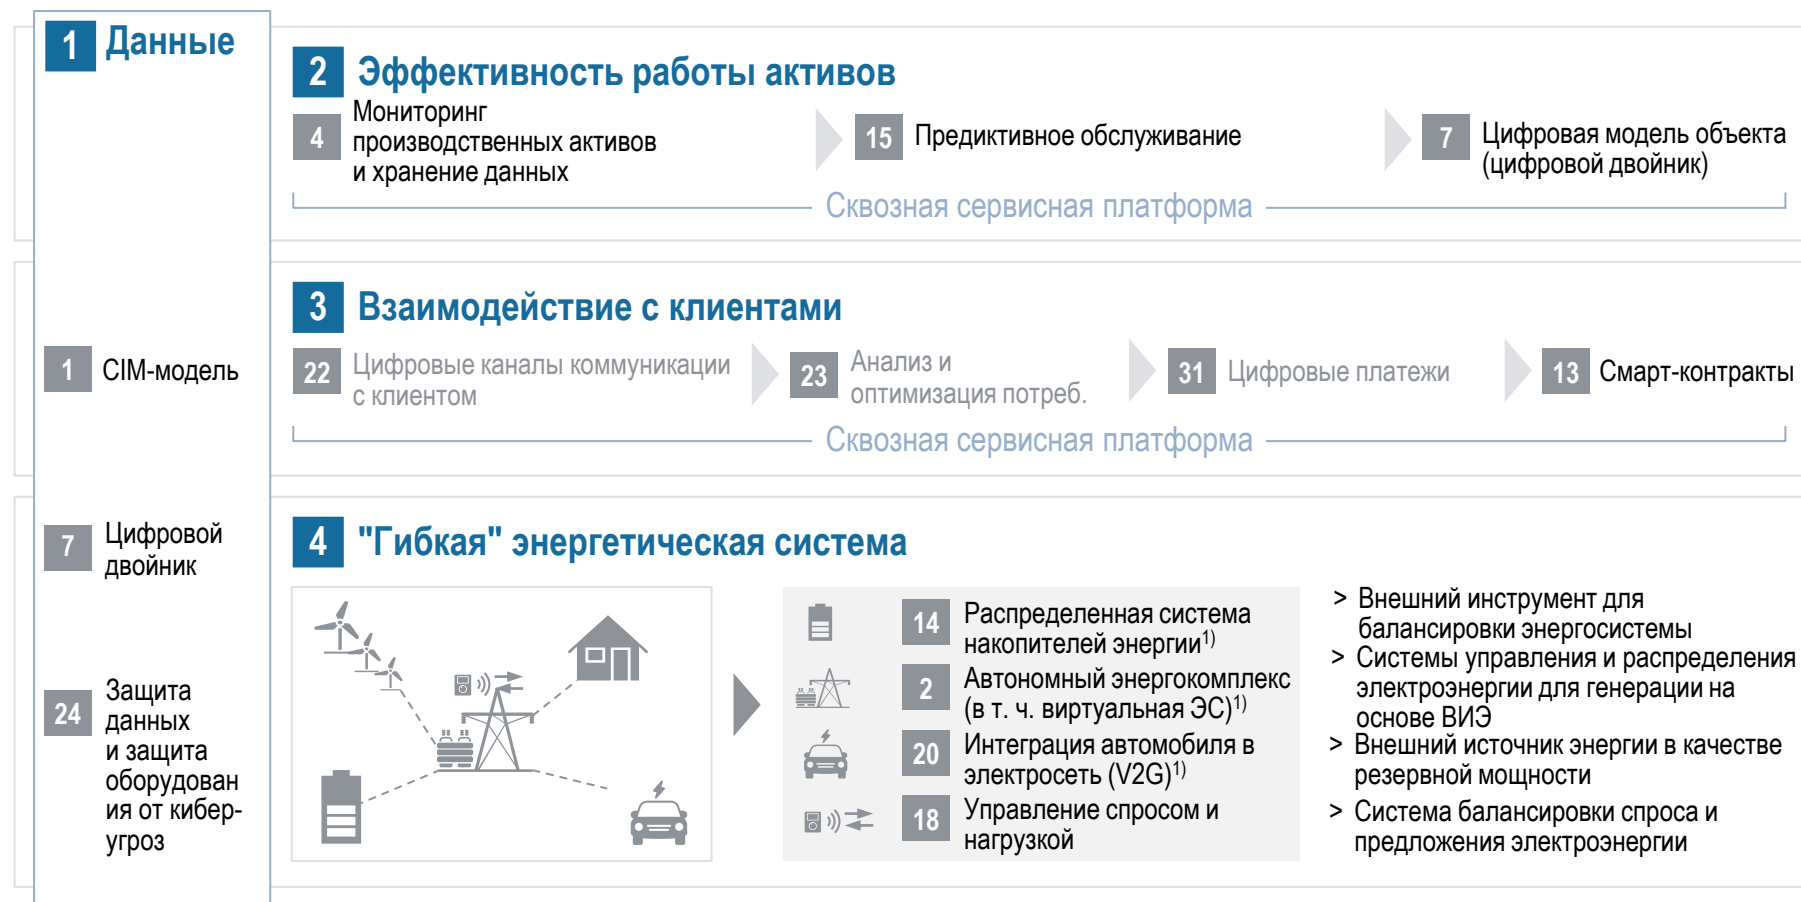 1 Данные
1 CIM-модель
7 Цифровой
двойник
24 Защита
данных
и защита
оборудован
ия от кибер-
угроз
2 Эффективность работы активов
4 Мониторинг
производственных активов
и хранение данных
15 Предиктивное обслуживание
7 Цифровая модель объекта
(цифровой двойник)
Сквозная сервисная платформа
3 Взаимодействие с клиентами
22 Цифровые каналы коммуникации
с клиентом
23 Анализ и
оптимизация потреб.
31 Цифровые платежи
13 Смарт-контракты
Сквозная сервисная платформа
4 "Гибкая" энергетическая система
14 Распределенная система
накопителей энергии1)
2 Автономный энергокомплекс
(в т. ч. виртуальная ЭС)1)
20 Интеграция автомобиля в
электросеть (V2G)1)
18 Управление спросом и
нагрузкой
> Внешний инструмент для
балансировки энергосистемы
> Системы управления и распределения
электроэнергии для генерации на
основе ВИЭ
> Внешний источник энергии в качестве
резервной мощности
> Система балансировки спроса и
предложения электроэнергии